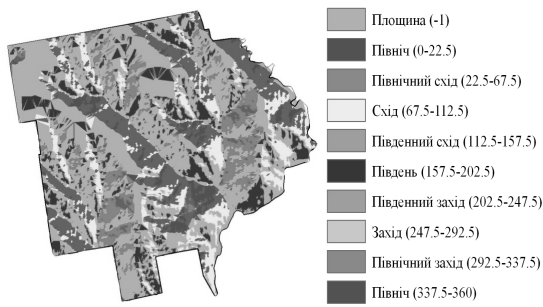 Площина (-1)
Північ (0-22.5)
Північний схід (22.5-67.5)
Схід (67.5-112.5)
Південний схід (112.5-157.5)
Південь (157.5-202.5)
Південний захід (202.5-247.5)
Захід (247.5-292.5)
Північний захід (292.5-337.5)
Північ (337.5-360)